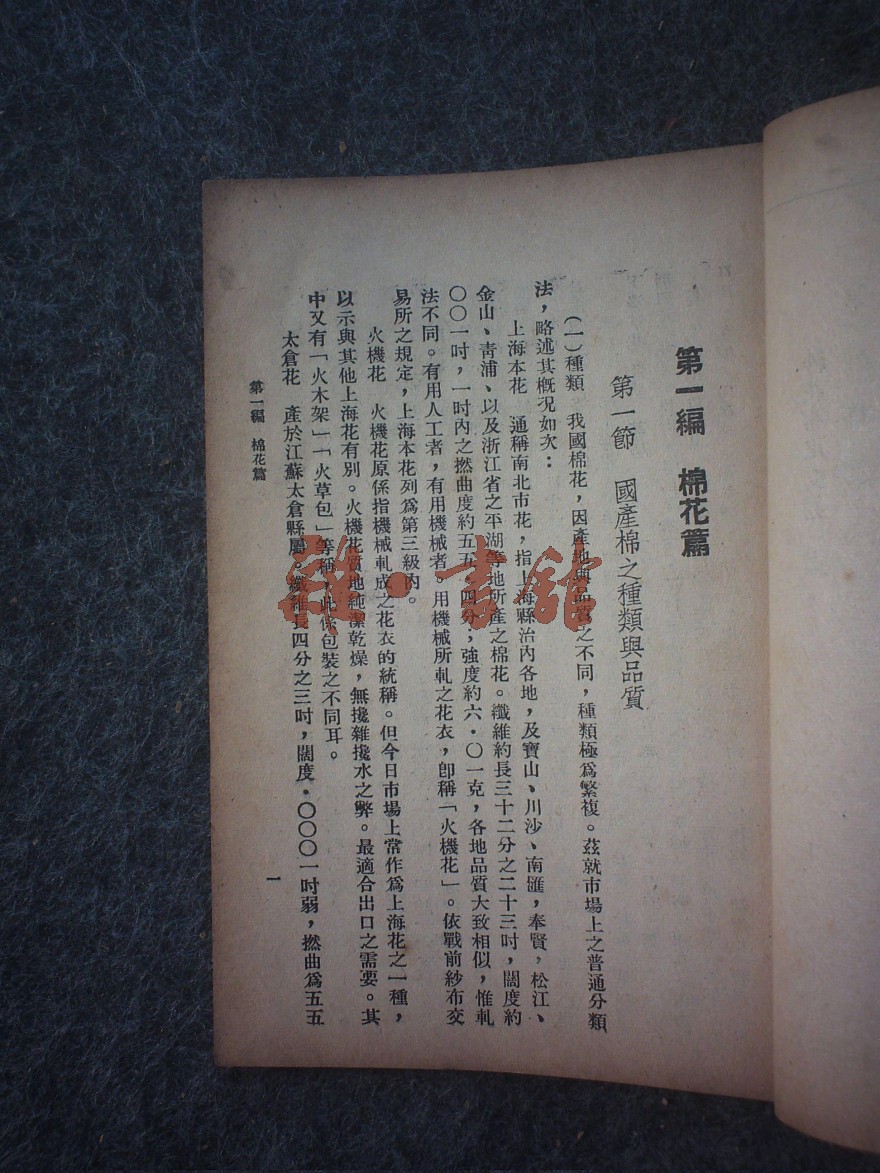 第一編　棉花篇
第一節　國產棉之種類與品質
（一）種類　我國棉花，因產地與品質之不同，種類極爲繁複。茲就市場上之普通分類
法，略述其概況如次：
上海本花　通稱南北市花，指上海縣治內各地，及寶山、川沙、南匯，奉賢，松江、
金山、靑浦、以及浙江省之平湖等地所產之棉花。纖維約長三十二分之二十三吋，闊度約
〇〇一吋，一吋內之撚曲度約五五・四分；強度約六・〇一克，各地品質大致相似，惟軋
法不同。有用人工者，有用機械者。用機械所軋之花衣，卽稱「火機花」。依戰前紗布交
易所之規定，上海本花列爲第三級內。
火機花　火機花原係指機械軋成之花衣的統稱。但今日市場上常作爲上海花之一種，
以示與其他上海花有別。火機花質地純潔乾燥，無攙雜攙水之弊。最適合出口之需要。其
中又有「火木架」「火草包」等稱，此係包裝之不同耳。
太倉花　產於江蘇太倉縣屬。纖維長四分之三吋，闊度・〇〇〇一吋弱，撚曲爲五五
第一編　棉花篇
一
・書館